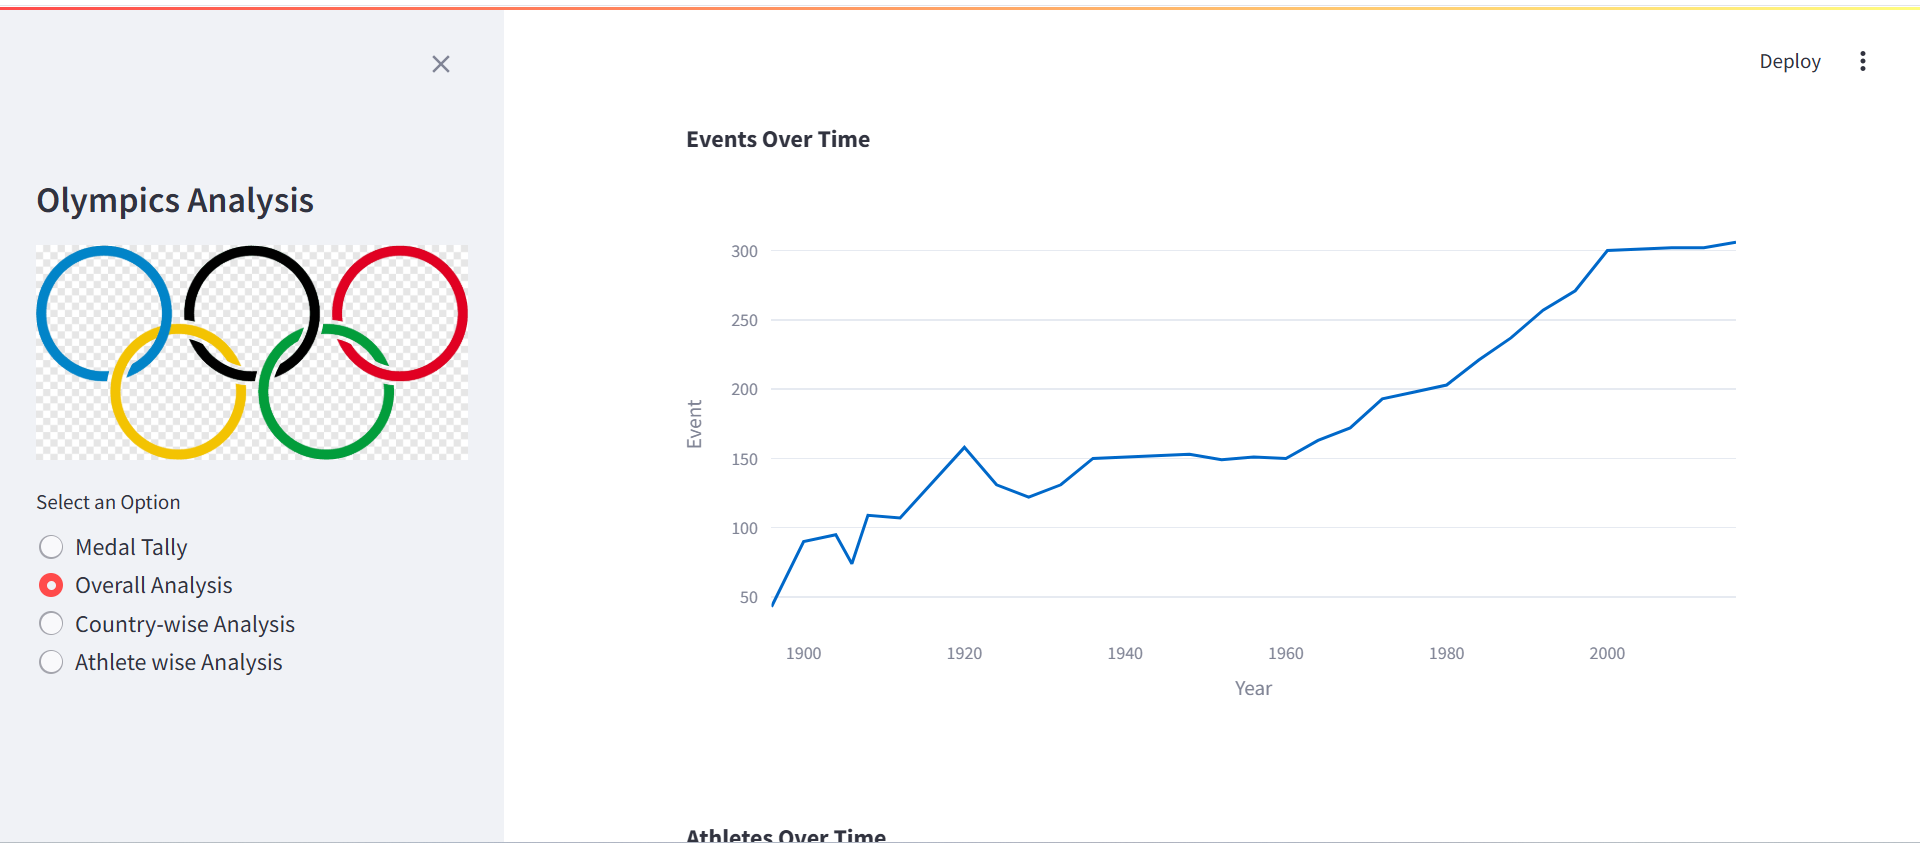 Deploy
Olympics Analysis
Select an Option
Medal Tally
Overall Analysis
Country-wise Analysis
Athlete wise Analysis
Events Over Time
300
250
200
150
100
50
Event
1900 1920 1940 1960 1980 2000
Year
Athletes Over Time